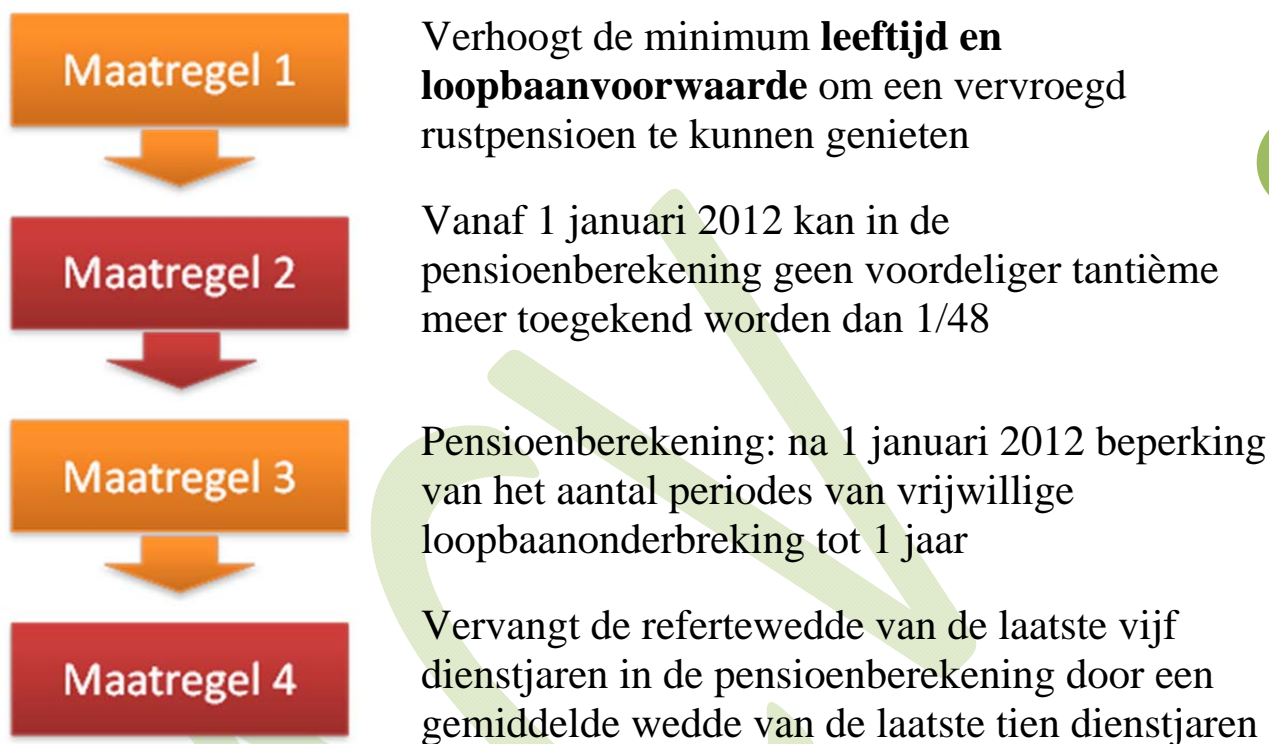 Maatregel 1
Verhoogt de minimum leeftijd en
loopbaanvoorwaarde om een vervroegd
rustpensioen te kunnen genieten
Maatregel 2
Vanaf 1 januari 2012 kan in de
pensioenberekening geen voordeliger tantième
meer toegekend worden dan 1/48
Maatregel 3
Pensioenberekening: na 1 januari 2012 beperking
van het aantal periodes van vrijwillige
loopbaanonderbreking tot 1 jaar
Maatregel 4
Vervangt de refertewedde van de laatste vijf
dienstjaren in de pensioenberekening door een
gemiddelde wedde van de laatste tien dienstjaren